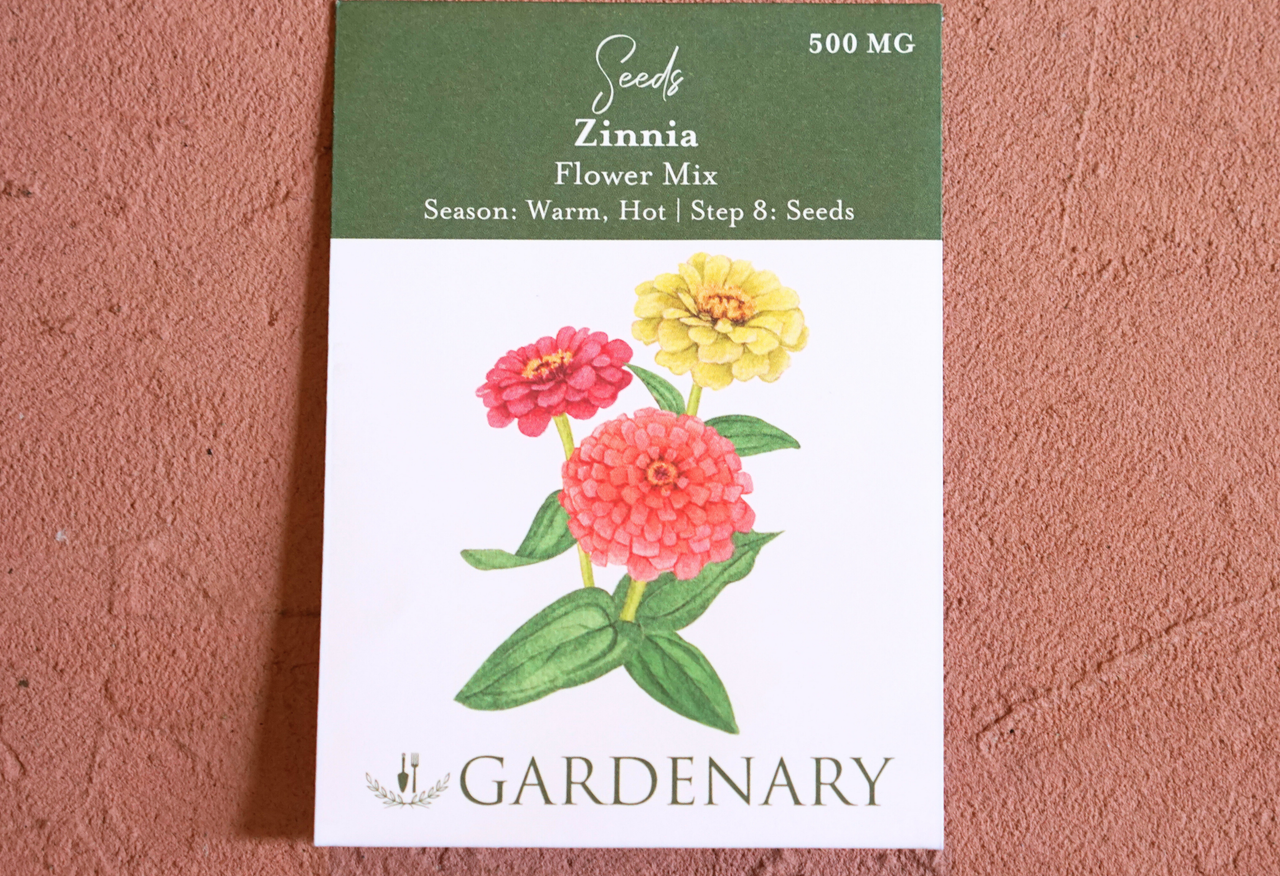 500 MG
Seeds
Zinnia
Flower Mix
Season: Warm, Hot | Step 8: Seeds
GARDENARY